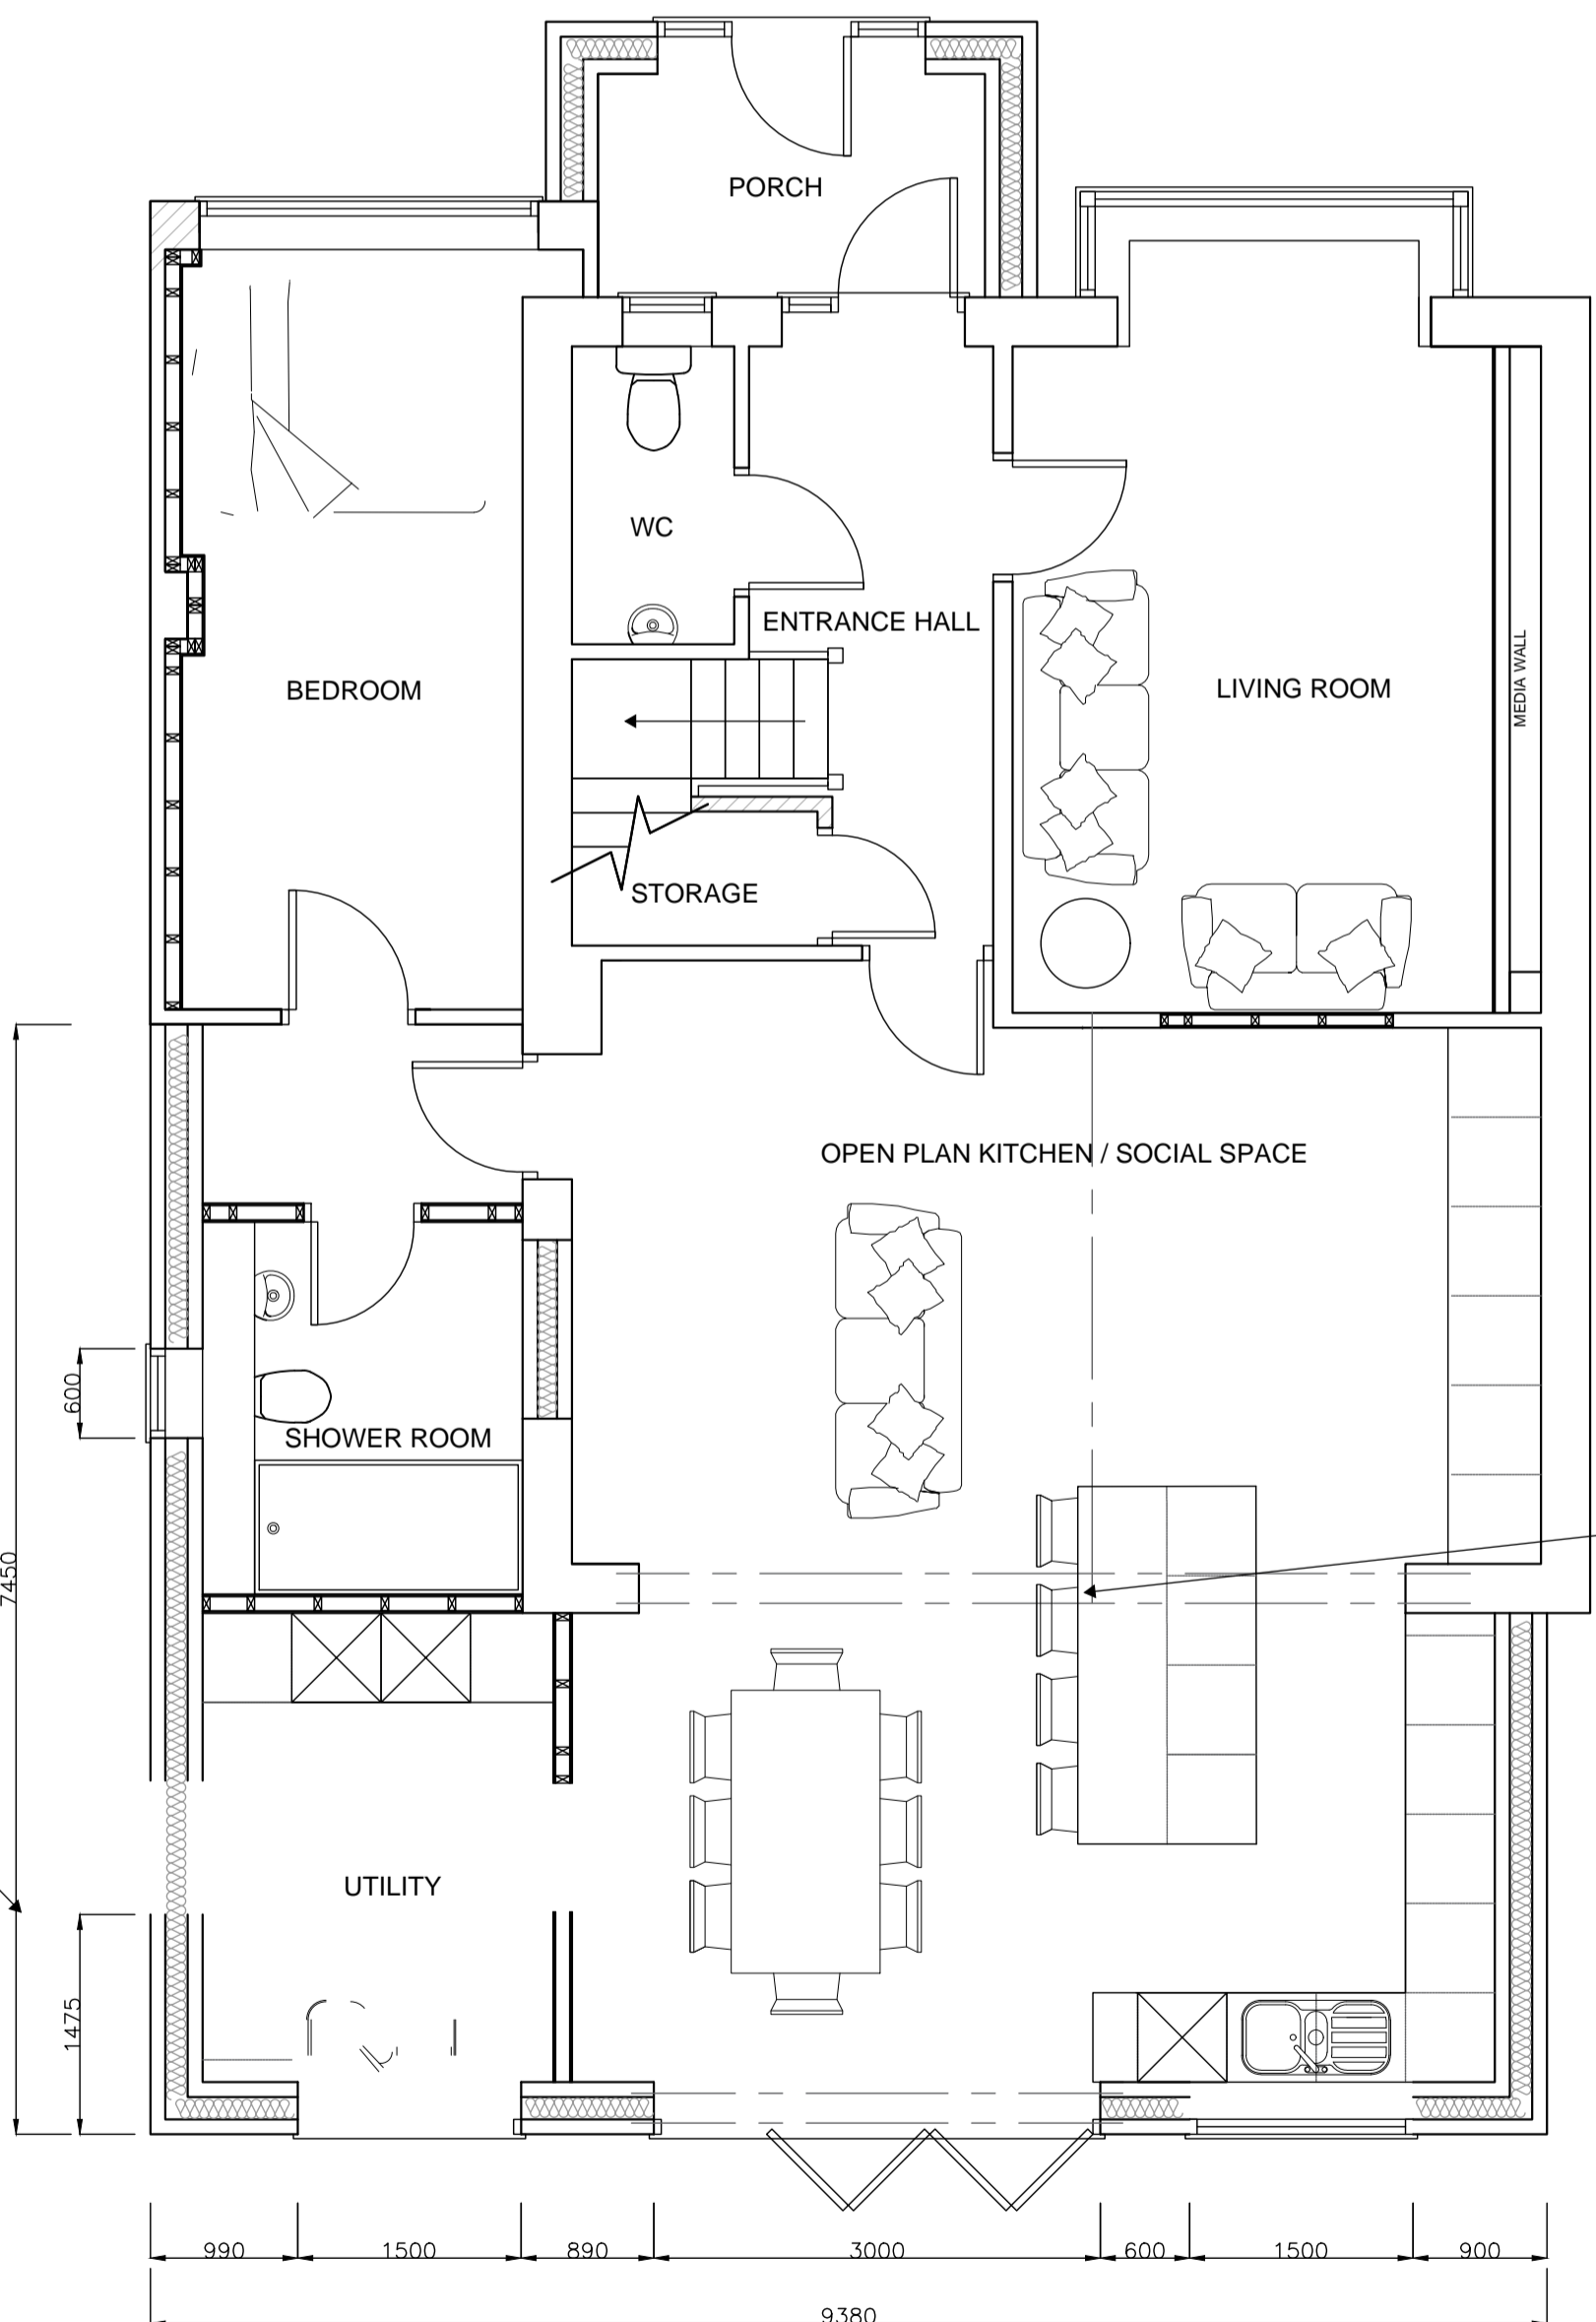 PORCH
WC
ENTRANCE HALL
BEDROOM
LIVING ROOM
MEDIA WALL
STORAGE
OPEN PLAN KITCHEN / SOCIAL SPACE
600
SHOWER ROOM
7450
UTILITY
1475
990
1500
890
3000
600
1500
900
9380